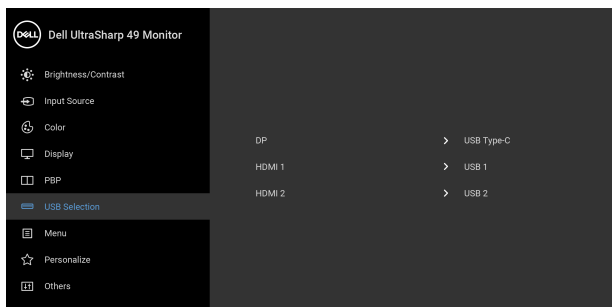 DELL Dell UltraSharp 49 Monitor
Brightness/Contrast
Input Source
Color
Display
PBP
USB Selection
Menu
Personalize
Others
DP > USB Type-C
HDMI 1 > USB 1
HDMI 2 > USB 2